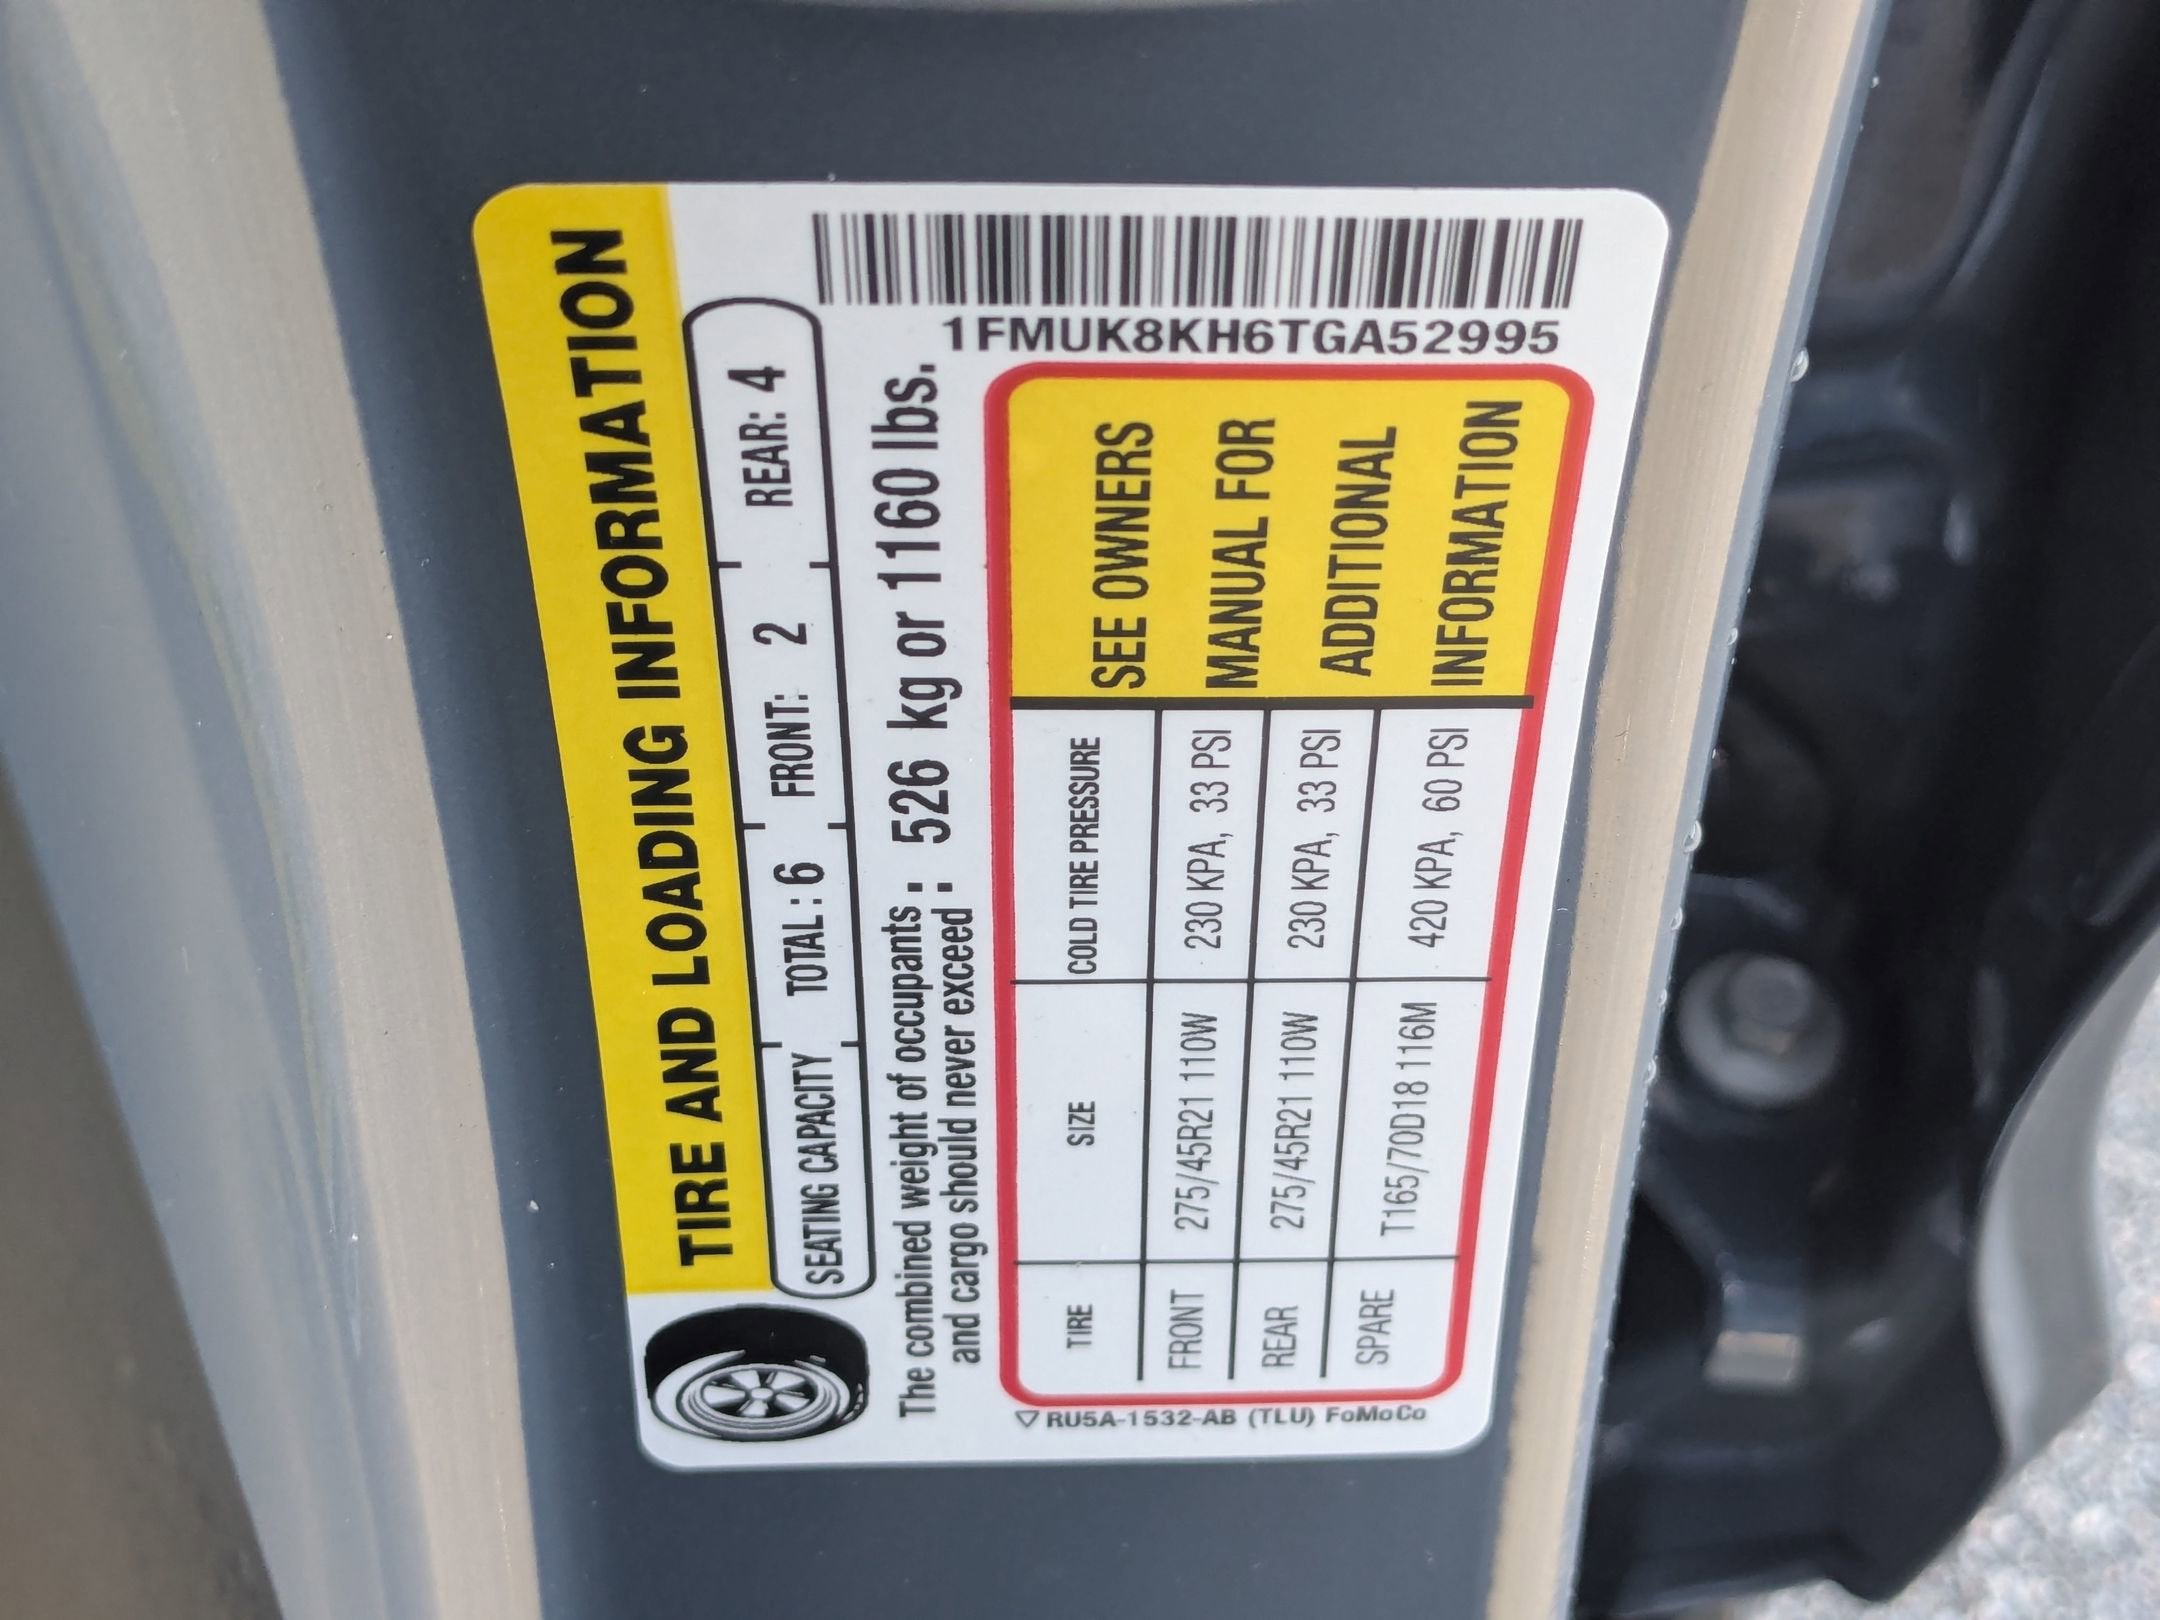 TIRE AND LOADING INFORMATION
SEATING CAPACITY TOTAL : 6 FRONT: 2 REAR: 4
The combined weight of occupants :
and cargo should never exceed :
526 kg or 1160 lbs.
1FMUK8KH6TGA52995
TIRE SIZE COLD TIRE PRESSURE
FRONT 275/45R21 110W 230 KPA, 33 PSI
REAR 275/45R21 110W 230 KPA, 33 PSI
SPARE T165/70D18 116M 420 KPA, 60 PSI
SEE OWNERS
MANUAL FOR
ADDITIONAL
INFORMATION
RU5A-1532-AB (TLU) FoMoCo